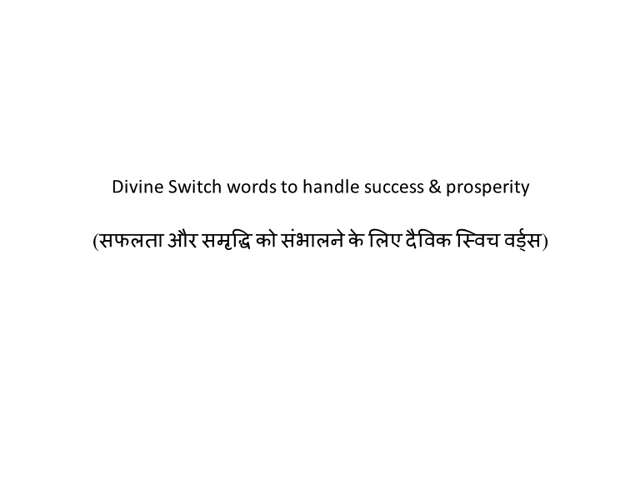 Divine Switch words to handle success & prosperity
(सफलता और समृद्धि को संभालने के लिए दैविक स्विच वर्ड्स)